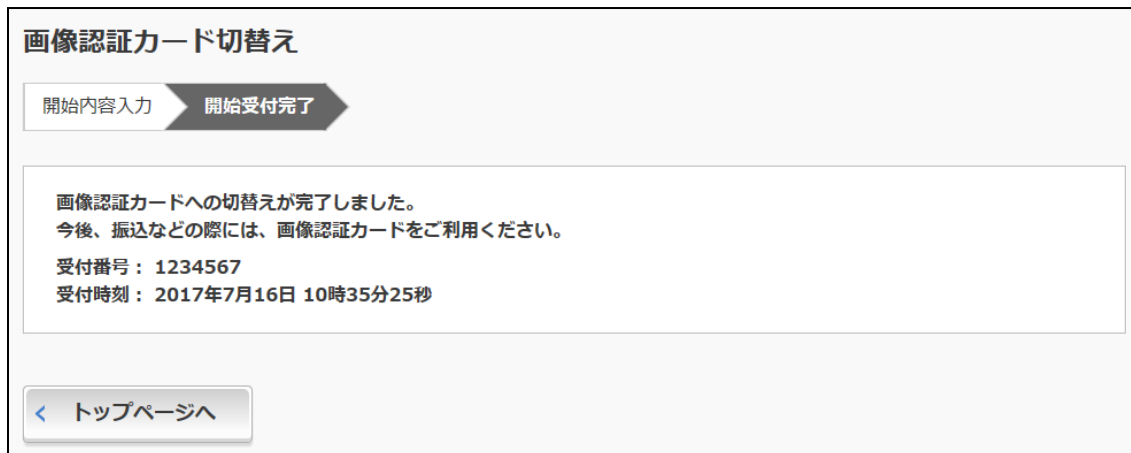 画像認証カード切替え
開始内容入力 開始受付完了
画像認証カードへの切替えが完了しました。
今後、振込などの際には、画像認証カードをご利用ください。
受付番号： 1234567
受付時刻： 2017年7月16日 10時35分25秒
トップページへ